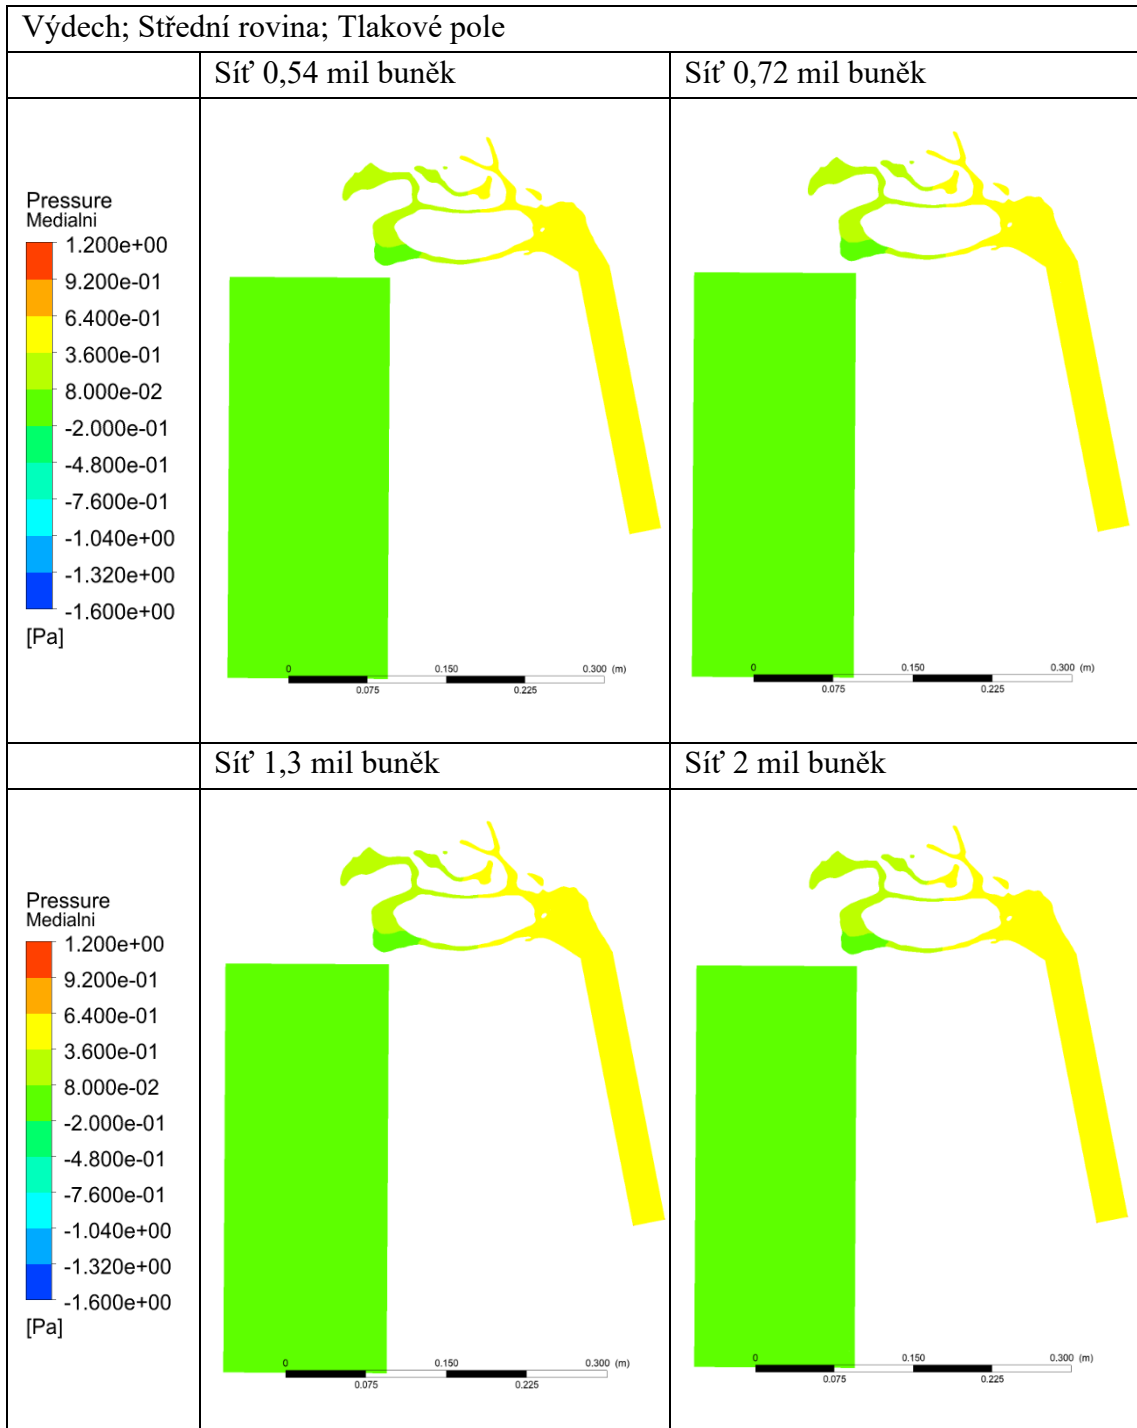 Výdech; Střední rovina; Tlakové pole
Síť 0,54 mil buněk
Síť 0,72 mil buněk
Pressure
Medialni
1.200e+00
9.200e-01
6.400e-01
3.600e-01
8.000e-02
-2.000e-01
-4.800e-01
-7.600e-01
-1.040e+00
-1.320e+00
-1.600e+00
[Pa]
0 0.150 0.300 (m)
0.075 0.225
0 0.150 0.300 (m)
0.075 0.225
Síť 1,3 mil buněk
Síť 2 mil buněk
Pressure
Medialni
1.200e+00
9.200e-01
6.400e-01
3.600e-01
8.000e-02
-2.000e-01
-4.800e-01
-7.600e-01
-1.040e+00
-1.320e+00
-1.600e+00
[Pa]
0 0.150 0.300 (m)
0.075 0.225
0 0.150 0.300 (m)
0.075 0.225